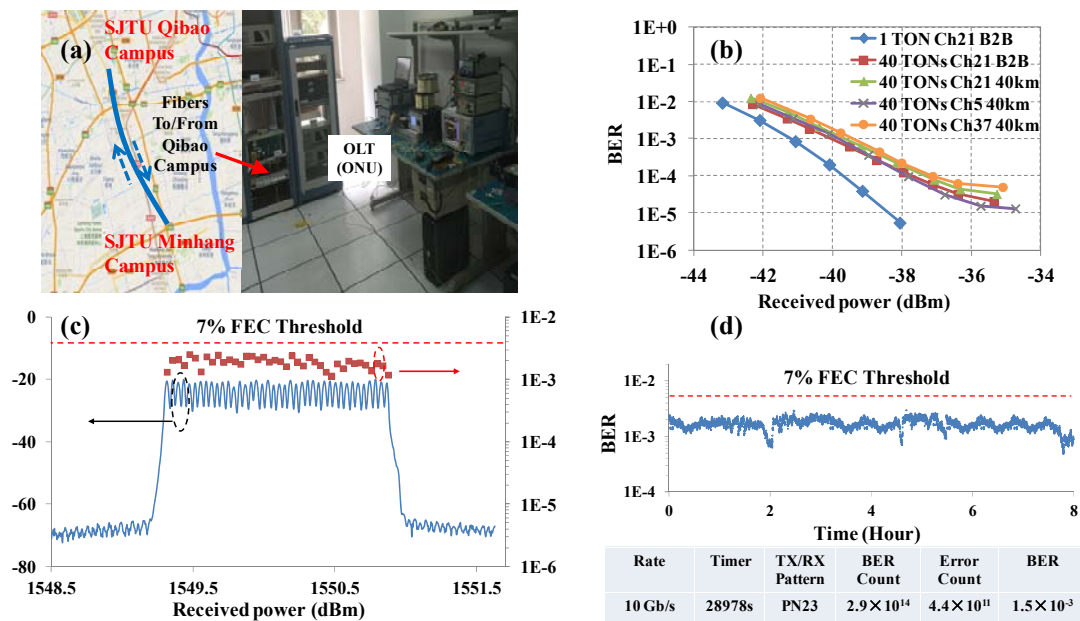 (a)
SJTU Qibao
Campus
Fibers
To/From
Qibao
Campus
OLT
(ONU)
SJTU Minhang
Campus
(b)
1 TON Ch21 B2B
40 TONs Ch21 B2B
40 TONs Ch21 40km
40 TONs Ch5 40km
40 TONs Ch37 40km
BER
1E+0
1E-1
1E-2
1E-3
1E-4
1E-5
1E-6
-44 -42 -40 -38 -36 -34
Received power (dBm)
(c)
7% FEC Threshold
0
-20
-40
-60
-80
1E-2
1E-3
1E-4
1E-5
1E-6
1548.5 1549.5 1550.5 1551.5
Received power (dBm)
(d)
7% FEC Threshold
BER
1E-2
1E-3
1E-4
0 2 4 6 8
Time (Hour)
Rate Timer TX/RX Pattern BER Count Error Count BER
10 Gb/s 28978s PN23 2.9×10¹⁴ 4.4×10¹¹ 1.5×10⁻³